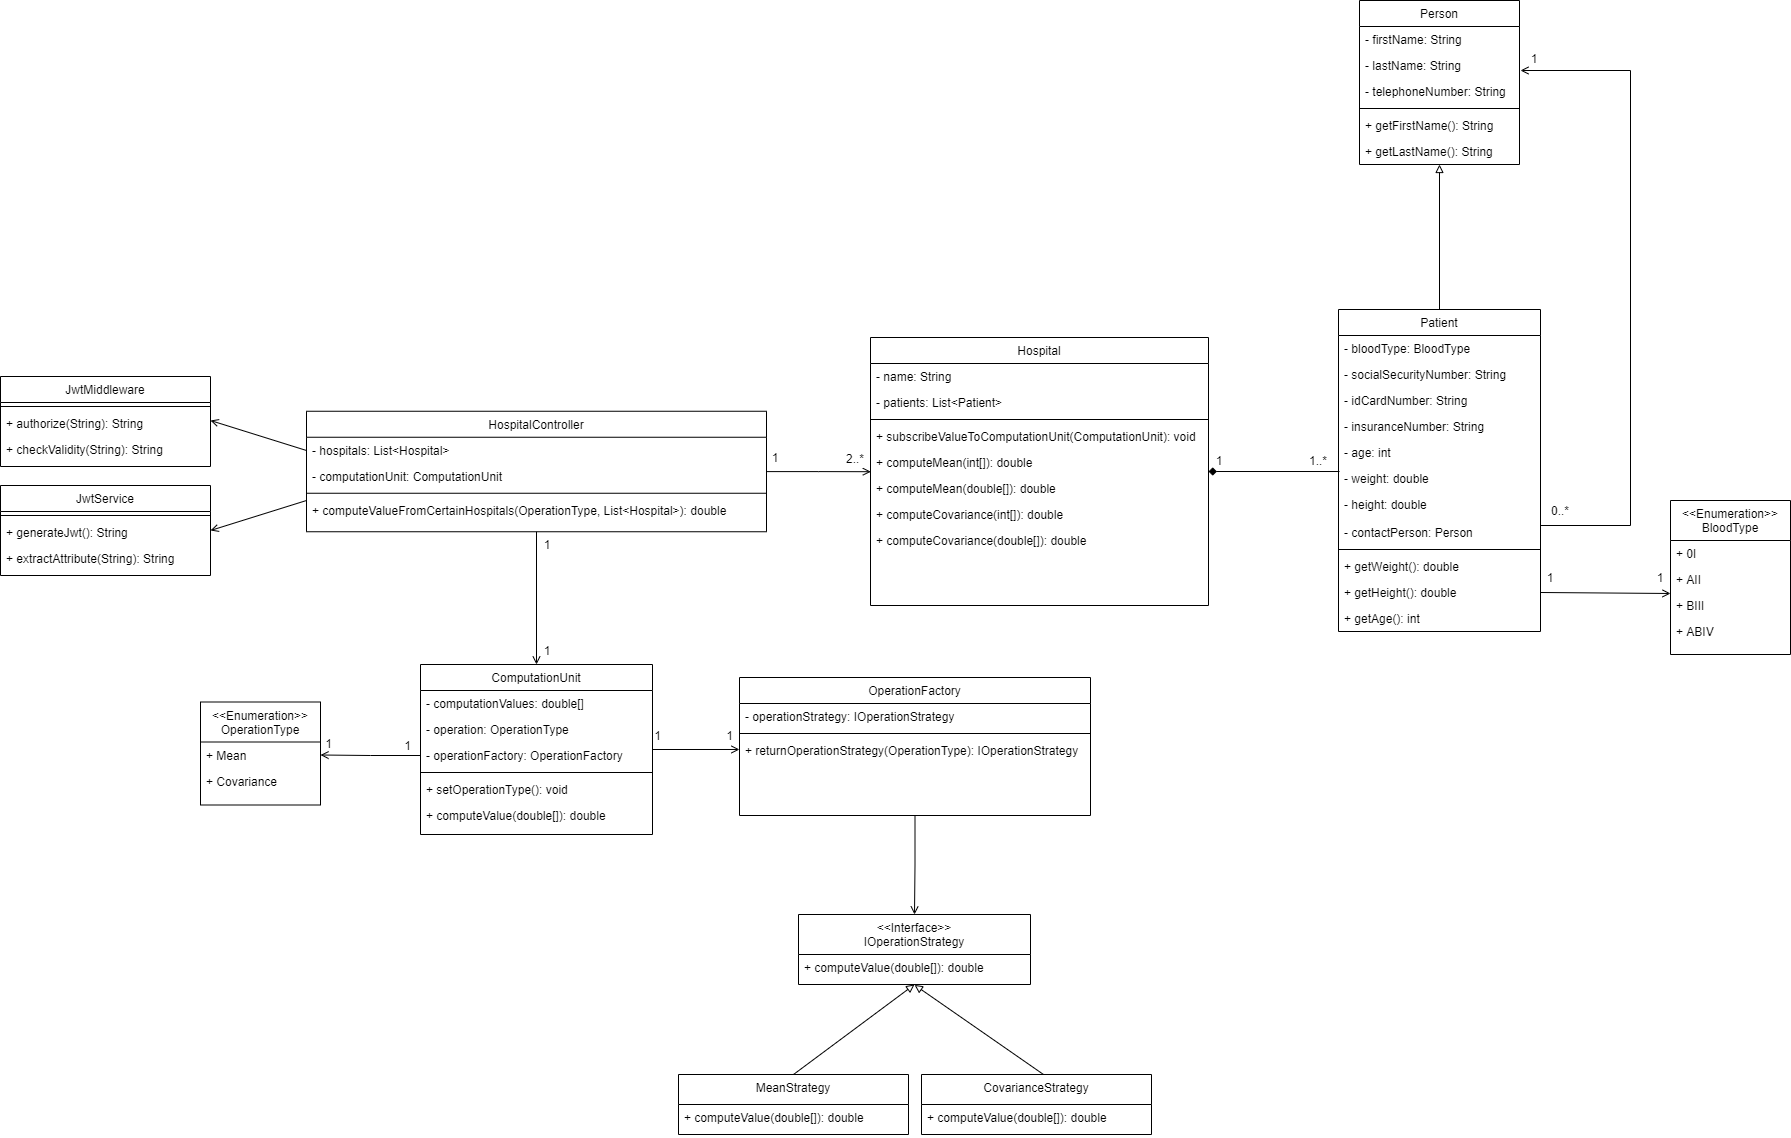 Person
- firstName: String
- lastName: String
- telephoneNumber: String
+ getFirstName(): String
+ getLastName(): String
1
Patient
- bloodType: BloodType
- socialSecurityNumber: String
- idCardNumber: String
- insuranceNumber: String
- age: int
- weight: double
- height: double
- contactPerson: Person
+ getWeight(): double
+ getHeight(): double
+ getAge(): int
0..*
1
1
<<Enumeration>>
BloodType
+ 0I
+ AII
+ BIII
+ ABIV
Hospital
- name: String
- patients: List<Patient>
+ subscribeValueToComputationUnit(ComputationUnit): void
+ computeMean(int[]): double
+ computeMean(double[]): double
+ computeCovariance(int[]): double
+ computeCovariance(double[]): double
1
1..*
JwtMiddleware
+ authorize(String): String
+ checkValidity(String): String
JwtService
+ generateJwt(): String
+ extractAttribute(String): String
HospitalController
- hospitals: List<Hospital>
- computationUnit: ComputationUnit
+ computeValueFromCertainHospitals(OperationType, List<Hospital>): double
1
2..*
1
1
ComputationUnit
- computationValues: double[]
- operation: OperationType
- operationFactory: OperationFactory
+ setOperationType(): void
+ computeValue(double[]): double
<<Enumeration>>
OperationType
+ Mean
+ Covariance
1
1
1
1
OperationFactory
- operationStrategy: IOperationStrategy
+ returnOperationStrategy(OperationType): IOperationStrategy
<<Interface>>
IOperationStrategy
+ computeValue(double[]): double
MeanStrategy
+ computeValue(double[]): double
CovarianceStrategy
+ computeValue(double[]): double